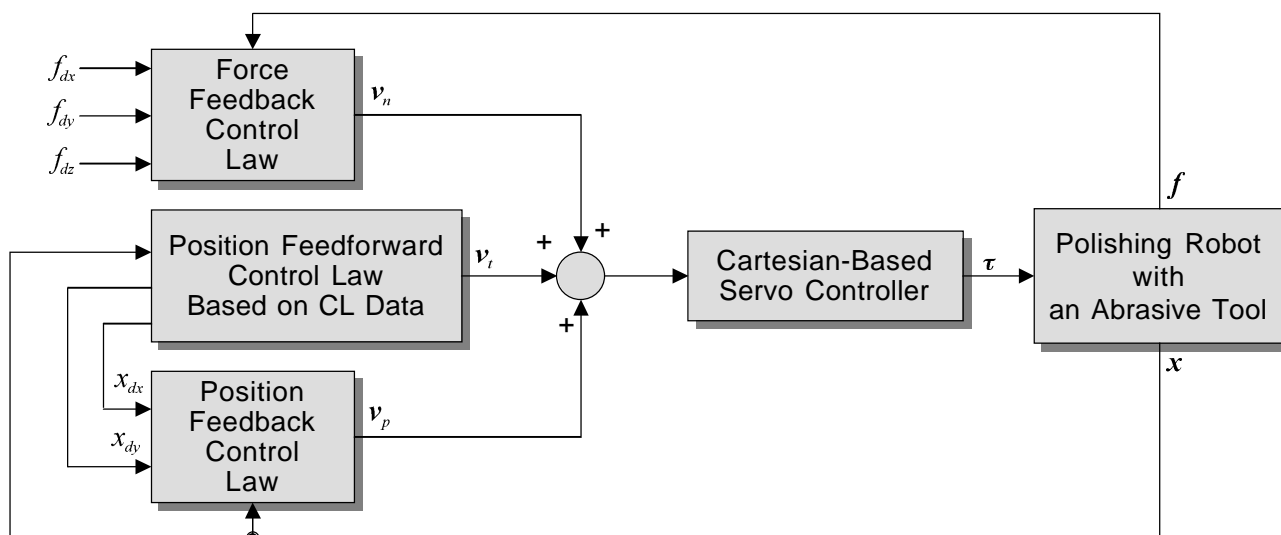 f_dx
f_dy
f_dz
Force
Feedback
Control
Law
v_n
Position Feedforward
Control Law
Based on CL Data
v_t
x_dx
x_dy
Position
Feedback
Control
Law
v_p
+
+
+
Cartesian-Based
Servo Controller
τ
f
Polishing Robot
with
an Abrasive Tool
x